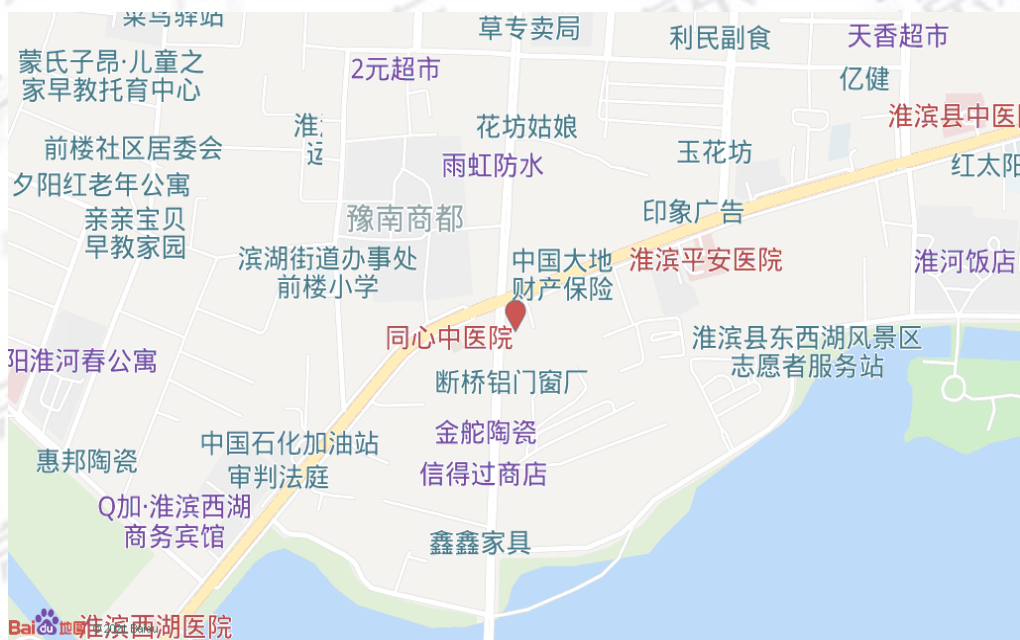 菜鸟驿站
草专卖局
利民副食
天香超市
蒙氏子昂·儿童之
家早教托育中心
2元超市
亿健
淮滨县中医
花坊姑娘
前楼社区居委会
雨虹防水
玉花坊
红太阳
夕阳红老年公寓
亲亲宝贝
早教家园
豫南商都
印象广告
滨湖街道办事处
前楼小学
中国大地
财产保险
淮滨平安医院
淮河饭店
同心中医院
淮滨县东西湖风景区
志愿者服务站
阳淮河春公寓
断桥铝门窗厂
金舵陶瓷
中国石化加油站
审判法庭
惠邦陶瓷
信得过商店
Q加·淮滨西湖
商务宾馆
鑫鑫家具
Bai du 地图
淮滨西湖医院